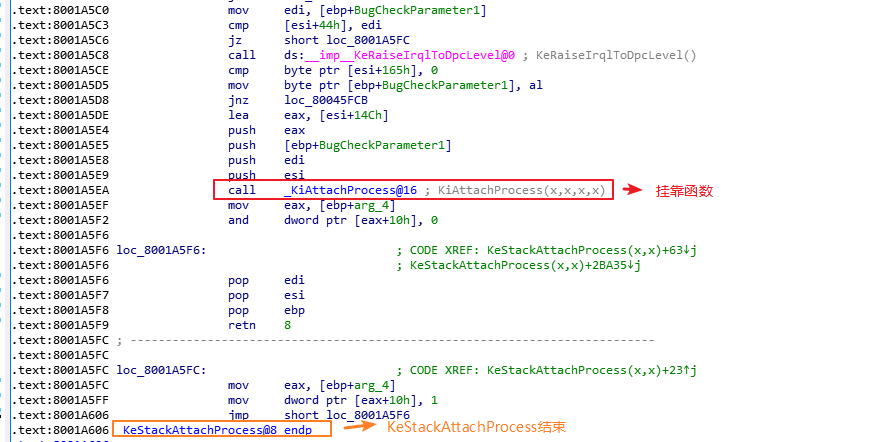 .text:8001A5C0 mov edi, [ebp+BugCheckParameter1]
.text:8001A5C3 cmp [esi+44h], edi
.text:8001A5C6 jz short loc_8001A5FC
.text:8001A5C8 call ds:__imp__KeRaiseIrqlToDpcLevel@0 ; KeRaiseIrqlToDpcLevel()
.text:8001A5CE cmp byte ptr [esi+165h], 0
.text:8001A5D5 mov byte ptr [ebp+BugCheckParameter1], al
.text:8001A5D8 jnz loc_80045FCB
.text:8001A5DE lea eax, [esi+14Ch]
.text:8001A5E4 push eax
.text:8001A5E5 push [ebp+BugCheckParameter1]
.text:8001A5E8 push edi
.text:8001A5E9 push esi
.text:8001A5EA call _KiAttachProcess@16 ; KiAttachProcess(x,x,x,x) 挂靠函数
.text:8001A5EF mov eax, [ebp+arg_4]
.text:8001A5F2 and dword ptr [eax+10h], 0
.text:8001A5F6
.text:8001A5F6 loc_8001A5F6: ; CODE XREF: KeStackAttachProcess(x,x)+63↓j
.text:8001A5F6 ; KeStackAttachProcess(x,x)+2BA35↓j
.text:8001A5F6 pop edi
.text:8001A5F7 pop esi
.text:8001A5F8 pop ebp
.text:8001A5F9 retn 8
.text:8001A5FC ; ---------------------------------------------------------------------------
.text:8001A5FC
.text:8001A5FC loc_8001A5FC: ; CODE XREF: KeStackAttachProcess(x,x)+23↑j
.text:8001A5FC mov eax, [ebp+arg_4]
.text:8001A5FF mov dword ptr [eax+10h], 1
.text:8001A606 jmp short loc_8001A5F6
.text:8001A606 _KeStackAttachProcess@8 endp KeStackAttachProcess结束